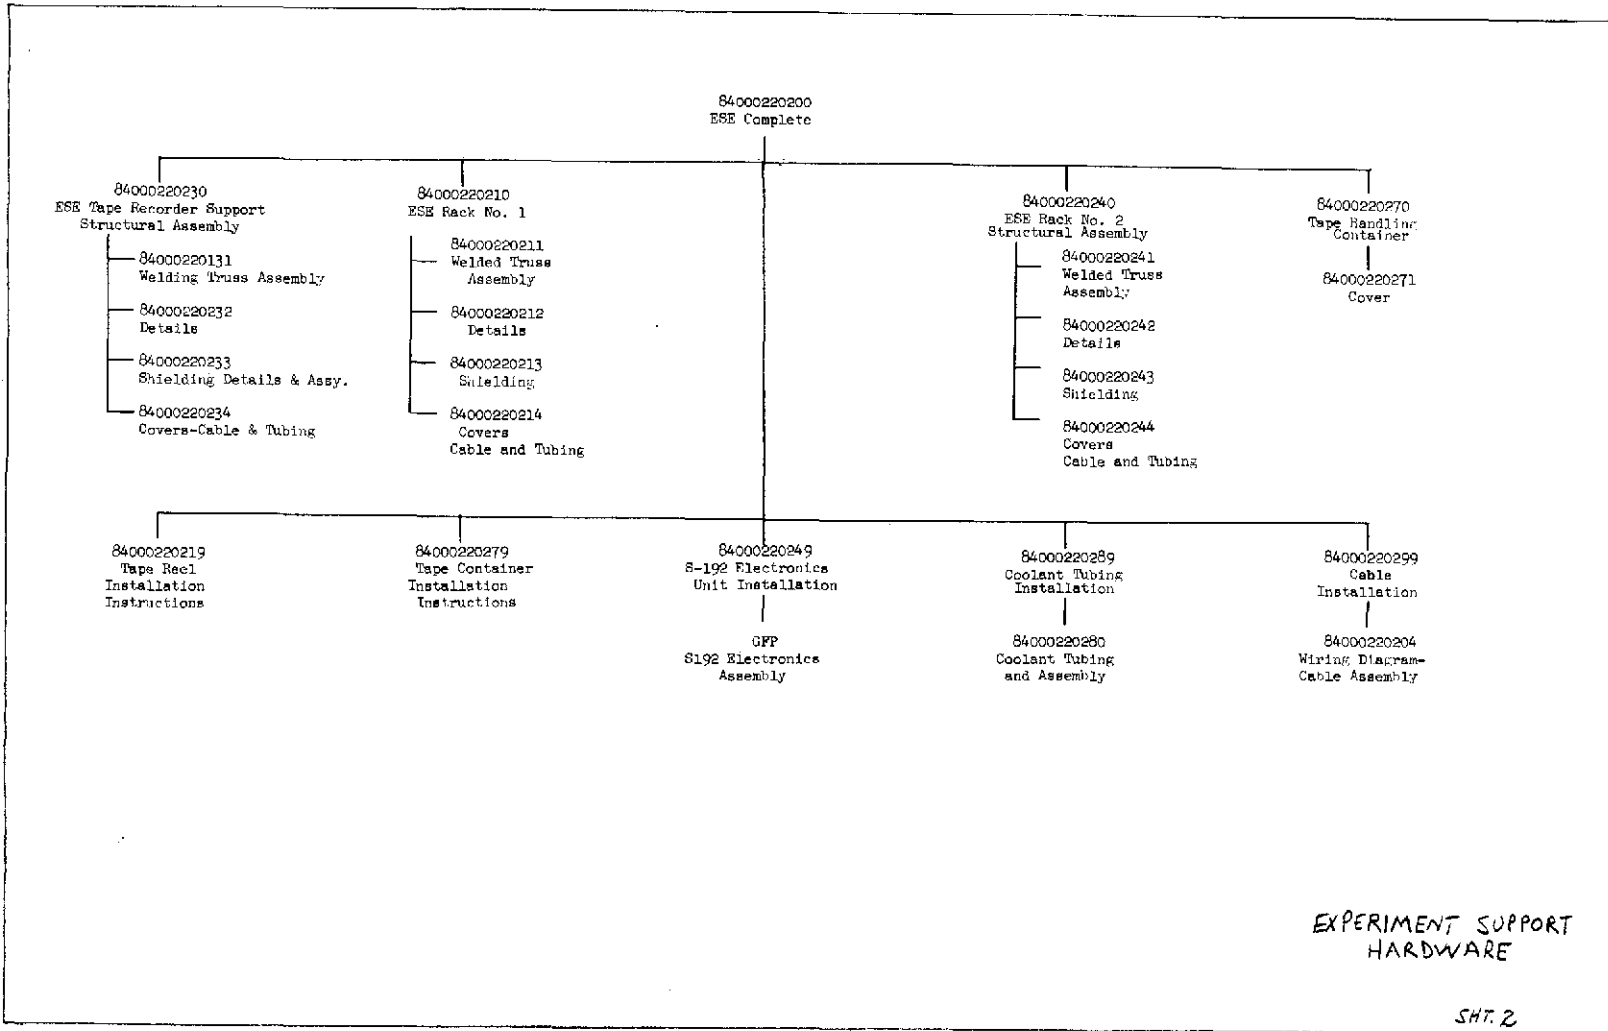 84000220200
ESE Complete
84000220230
ESE Tape Recorder Support
Structural Assembly
84000220131
Welding Truss Assembly
84000220232
Details
84000220233
Shielding Details & Assy.
84000220234
Covers-Cable & Tubing
84000220210
ESE Rack No. 1
84000220211
Welded Truss
Assembly
84000220212
Details
84000220213
Shielding
84000220214
Covers
Cable and Tubing
84000220240
ESE Rack No. 2
Structural Assembly
84000220241
Welded Truss
Assembly
84000220242
Details
84000220243
Shielding
84000220244
Covers
Cable and Tubing
84000220270
Tape Handling
Container
84000220271
Cover
84000220219
Tape Reel
Installation
Instructions
84000220279
Tape Container
Installation
Instructions
84000220249
S-192 Electronics
Unit Installation
GFP
S192 Electronics
Assembly
84000220289
Coolant Tubing
Installation
84000220280
Coolant Tubing
and Assembly
84000220299
Cable
Installation
84000220204
Wiring Diagram-
Cable Assembly
EXPERIMENT SUPPORT
HARDWARE
SHT. 2